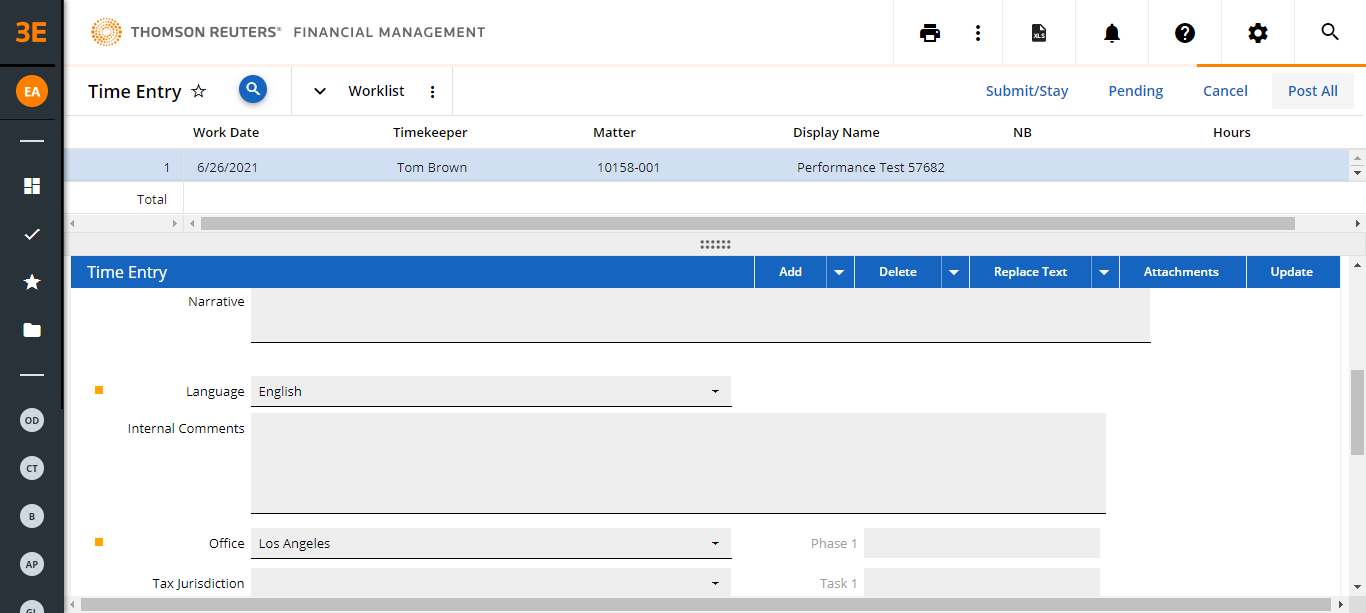 3E
THOMSON REUTERS® FINANCIAL MANAGEMENT
XLS
EA
Time Entry
Worklist
Submit/Stay
Pending
Cancel
Post All
Work Date Timekeeper Matter Display Name NB Hours
1 6/26/2021 Tom Brown 10158-001 Performance Test 57682
Total
Time Entry
Add
Delete
Replace Text
Attachments
Update
Narrative
Language English
Internal Comments
Office Los Angeles Phase 1
Tax Jurisdiction Task 1
OD
CT
B
AP
GL